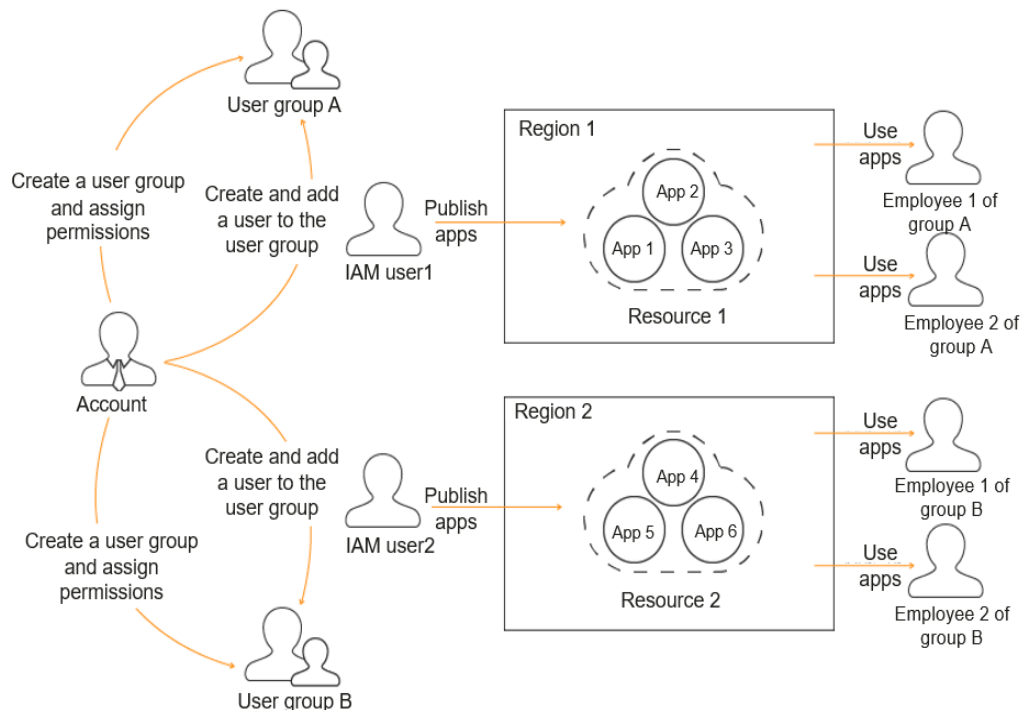 User group A
Create a user group
and assign
permissions
Create and add
a user to the
user group
IAM user1
Publish
apps
Region 1
App 2
App 1
App 3
Resource 1
Use
apps
Employee 1 of
group A
Use
apps
Employee 2 of
group A
Account
Create and add
a user to the
user group
Create a user group
and assign
permissions
IAM user2
Publish
apps
Region 2
App 4
App 5
App 6
Resource 2
Use
apps
Employee 1 of
group B
Use
apps
Employee 2 of
group B
User group B